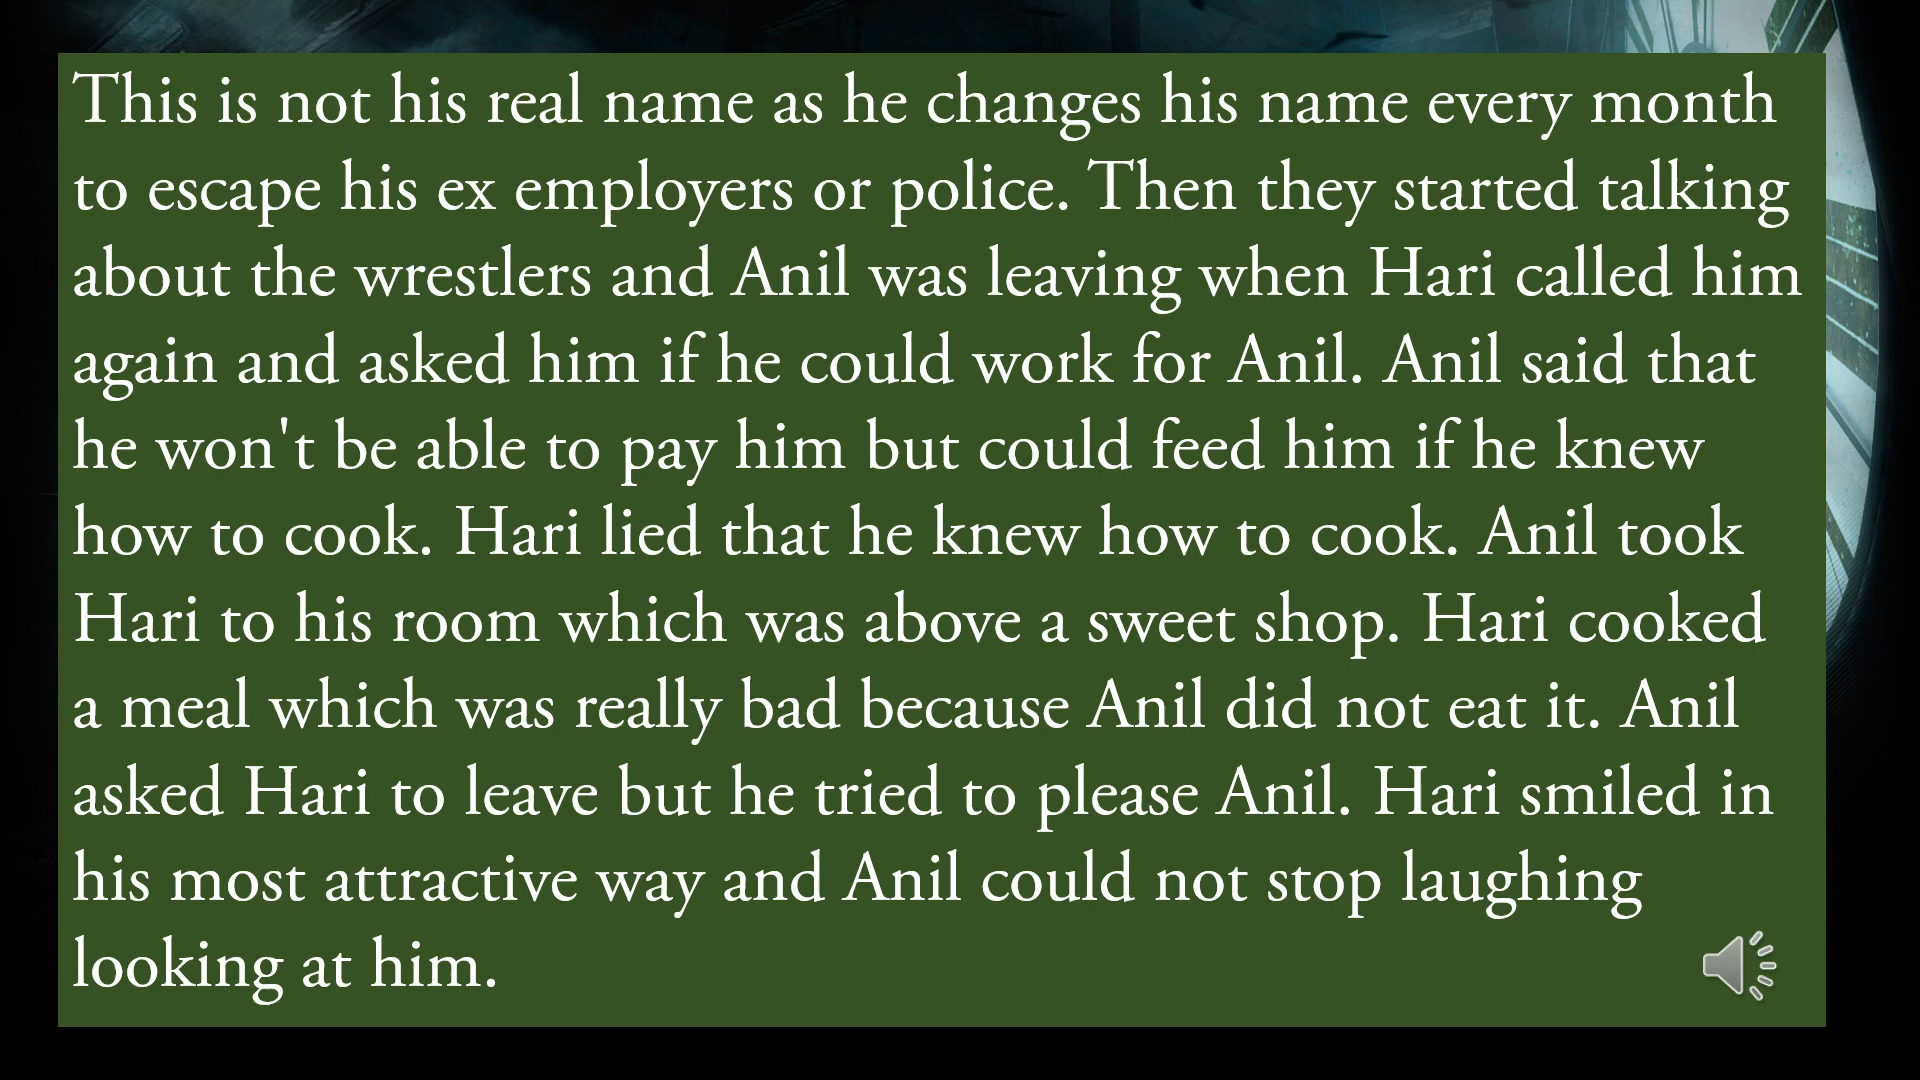 This is not his real name as he changes his name every month
to escape his ex employers or police. Then they started talking
about the wrestlers and Anil was leaving when Hari called him
again and asked him if he could work for Anil. Anil said that
he won't be able to pay him but could feed him if he knew
how to cook. Hari lied that he knew how to cook. Anil took
Hari to his room which was above a sweet shop. Hari cooked
a meal which was really bad because Anil did not eat it. Anil
asked Hari to leave but he tried to please Anil. Hari smiled in
his most attractive way and Anil could not stop laughing
looking at him.